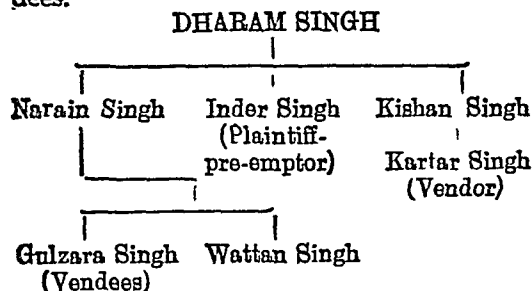 dees.
DHARAM SINGH
Narain Singh Inder Singh Kishan Singh
(Plaintiff-
pre-emptor) Kartar Singh
(Vendor)
Gulzara Singh Wattan Singh
(Vendees)